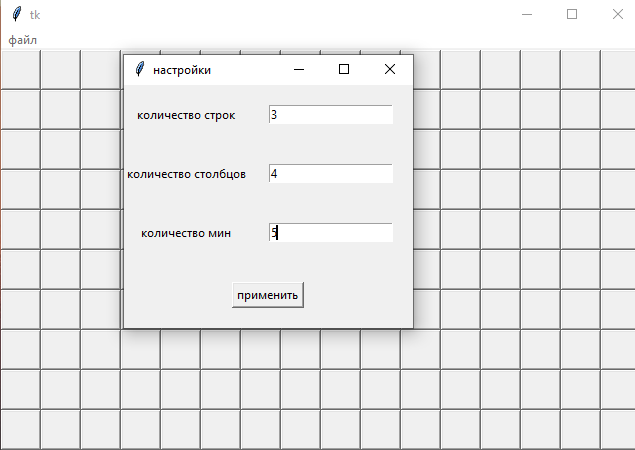 tk
файл
настройки
количество строк 3
количество столбцов 4
количество мин 5
применить